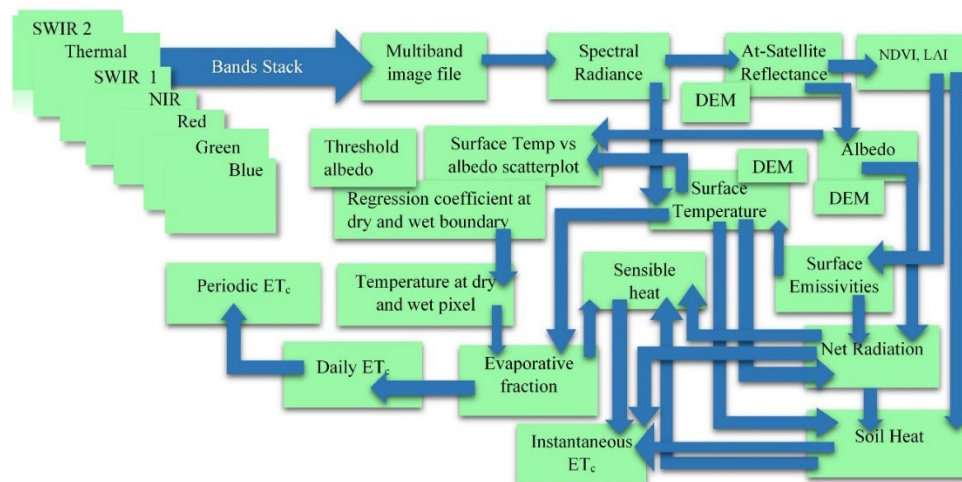 SWIR 2
Thermal
SWIR 1
NIR
Red
Green
Blue
Bands Stack
Multiband
image file
Spectral
Radiance
At-Satellite
Reflectance
NDVI, LAI
DEM
Threshold
albedo
Surface Temp vs
albedo scatterplot
DEM
Albedo
DEM
Regression coefficient at
dry and wet boundary
Surface
Temperature
Periodic ETc
Temperature at dry
and wet pixel
Sensible
heat
Surface
Emissivities
Net Radiation
Daily ETc
Evaporative
fraction
Instantaneous
ETc
Soil Heat